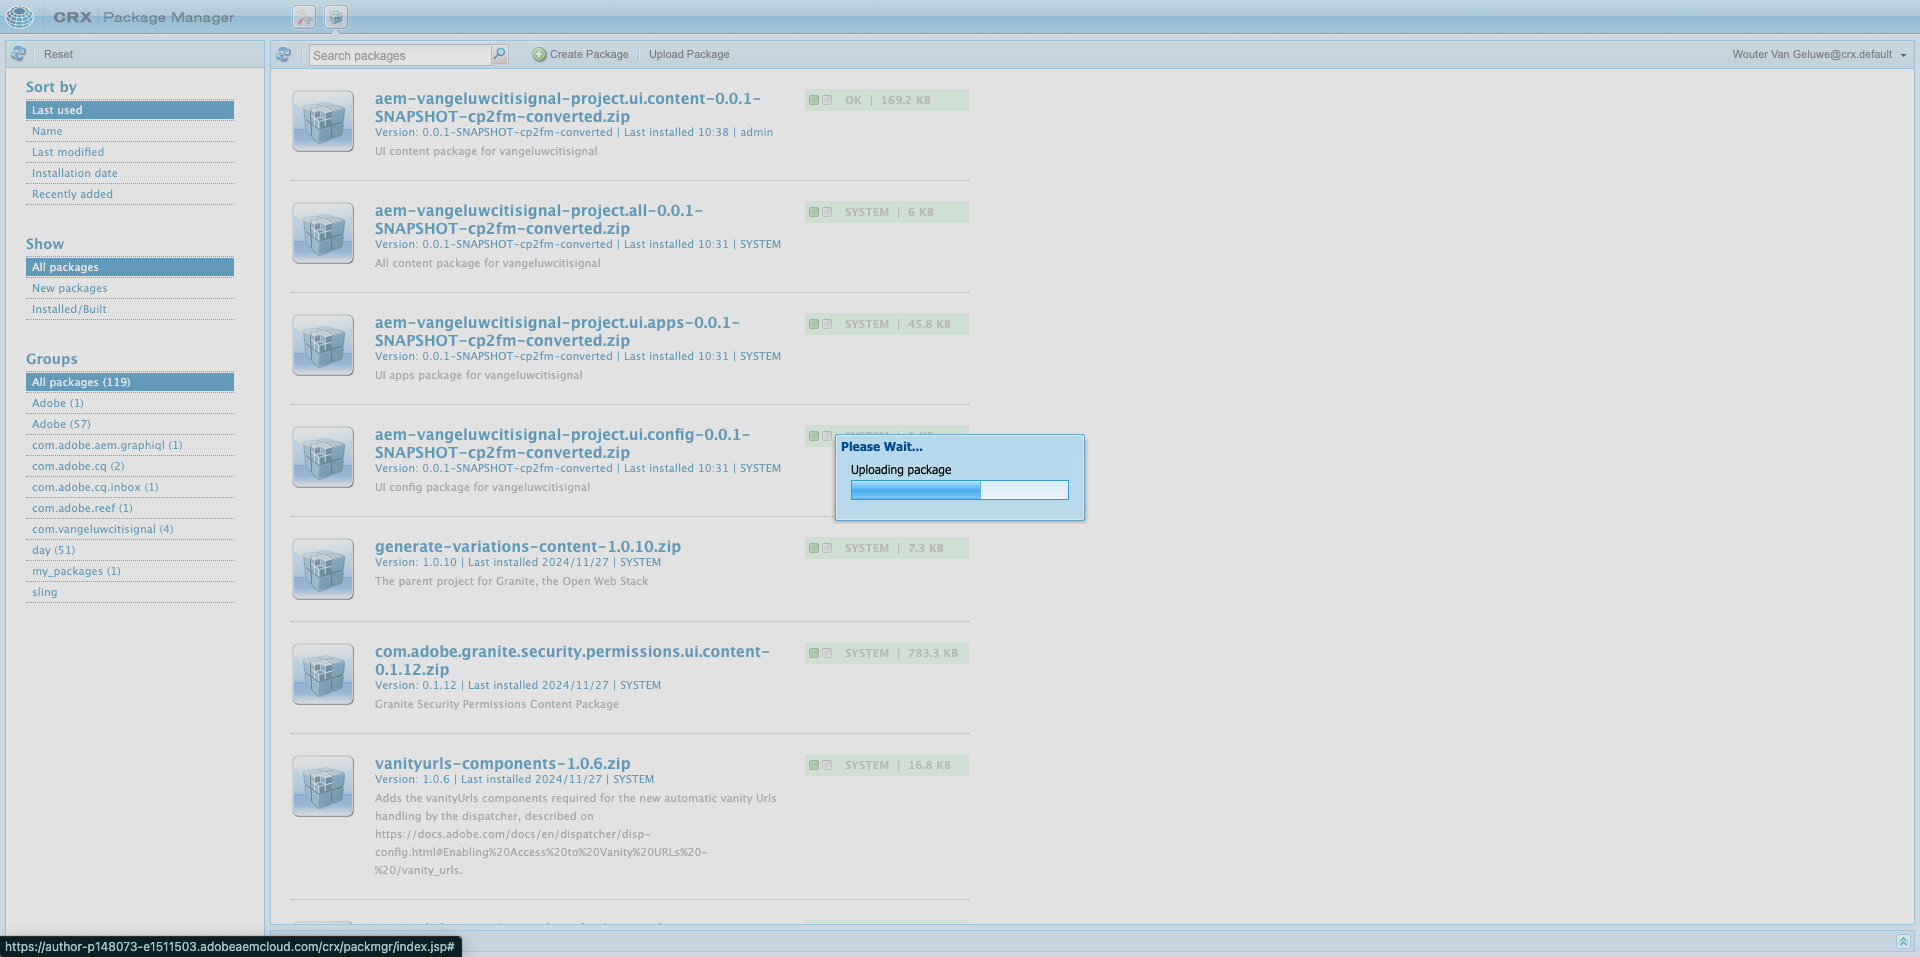 CRX | Package Manager
Reset
Sort by
Last used
Name
Last modified
Installation date
Recently added
Show
All packages
New packages
Installed/Built
Groups
All packages (119)
Adobe (1)
Adobe (57)
com.adobe.aem.graphiql (1)
com.adobe.cq (2)
com.adobe.cq.inbox (1)
com.adobe.reef (1)
com.vangeluwcitisignal (4)
day (51)
my_packages (1)
sling
Search packages
Create Package
Upload Package
Wouter Van Geluwe@crx.default
aem-vangeluwcitisignal-project.ui.content-0.0.1-
SNAPSHOT-cp2fm-converted.zip
Version: 0.0.1-SNAPSHOT-cp2fm-converted | Last installed 10:38 | admin
UI content package for vangeluwcitisignal
OK | 169.2 KB
aem-vangeluwcitisignal-project.all-0.0.1-
SNAPSHOT-cp2fm-converted.zip
Version: 0.0.1-SNAPSHOT-cp2fm-converted | Last installed 10:31 | SYSTEM
All content package for vangeluwcitisignal
SYSTEM | 6 KB
aem-vangeluwcitisignal-project.ui.apps-0.0.1-
SNAPSHOT-cp2fm-converted.zip
Version: 0.0.1-SNAPSHOT-cp2fm-converted | Last installed 10:31 | SYSTEM
UI apps package for vangeluwcitisignal
SYSTEM | 45.8 KB
aem-vangeluwcitisignal-project.ui.config-0.0.1-
SNAPSHOT-cp2fm-converted.zip
Version: 0.0.1-SNAPSHOT-cp2fm-converted | Last installed 10:31 | SYSTEM
UI config package for vangeluwcitisignal
Please Wait...
Uploading package
generate-variations-content-1.0.10.zip
Version: 1.0.10 | Last installed 2024/11/27 | SYSTEM
The parent project for Granite, the Open Web Stack
SYSTEM | 7.3 KB
com.adobe.granite.security.permissions.ui.content-
0.1.12.zip
Version: 0.1.12 | Last installed 2024/11/27 | SYSTEM
Granite Security Permissions Content Package
SYSTEM | 783.3 KB
vanityurls-components-1.0.6.zip
Version: 1.0.6 | Last installed 2024/11/27 | SYSTEM
Adds the vanityUrls components required for the new automatic vanity Urls
handling by the dispatcher, described on
https://docs.adobe.com/docs/en/dispatcher/disp-
config.html#Enabling%20Access%20to%20Vanity%20URLs%20-
%20/vanity_urls.
SYSTEM | 16.8 KB
https://author-p148073-e1511503.adobeaemcloud.com/crx/packmgr/index.jsp#